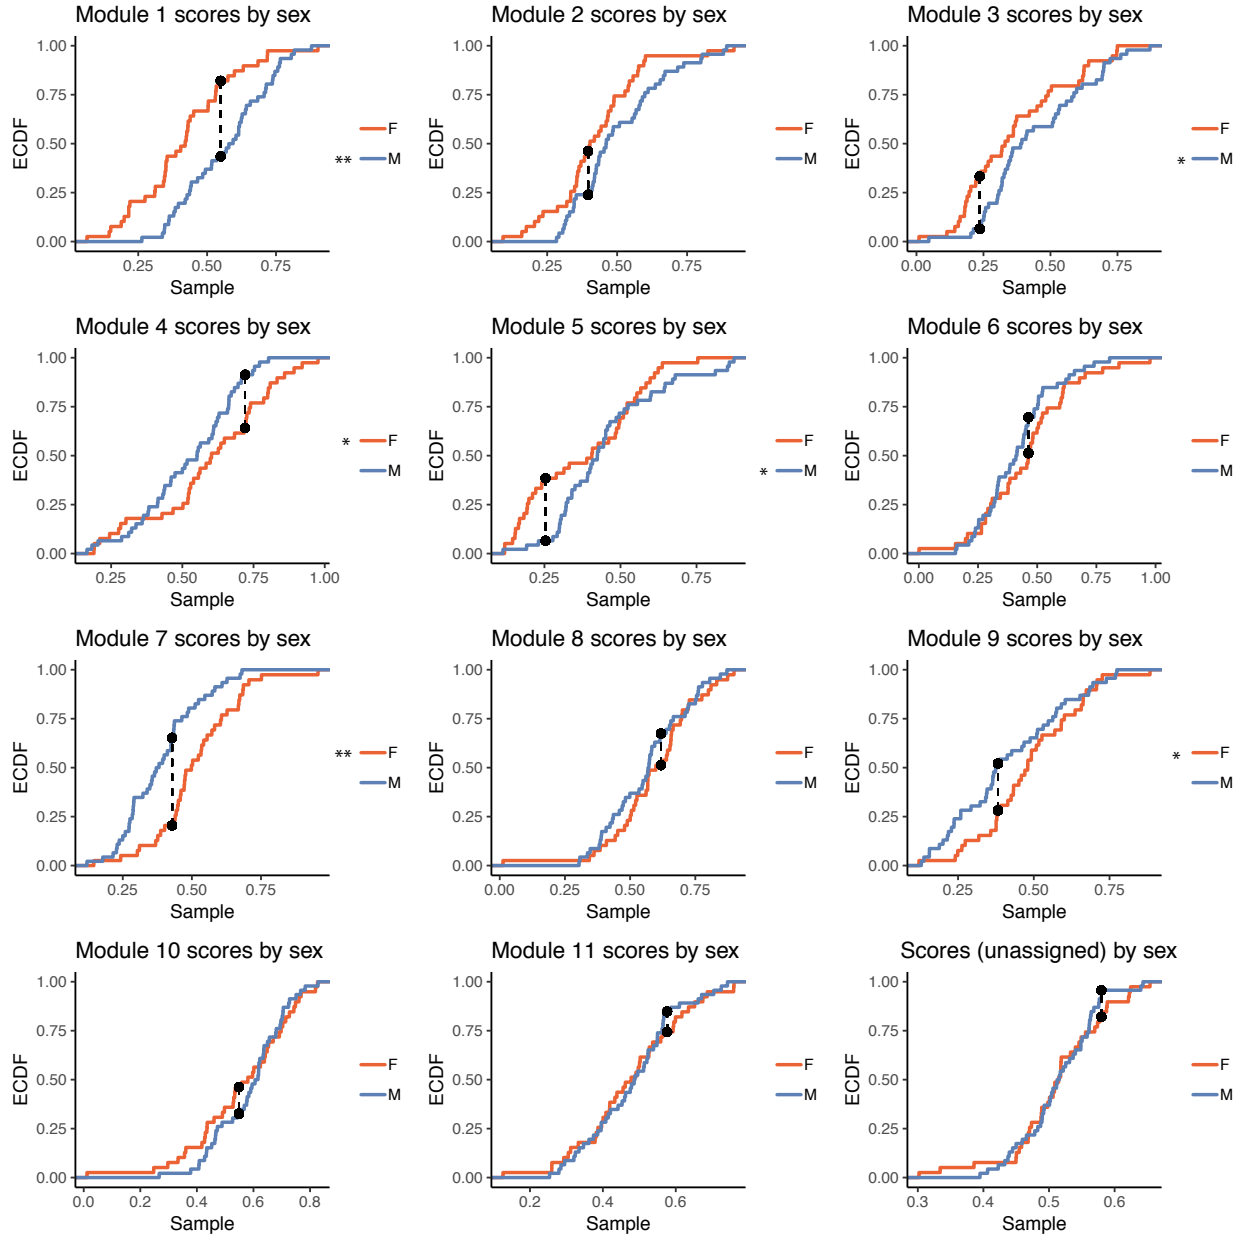 Module 1 scores by sex
1.00
0.75
0.50
0.25
0.00
ECDF
0.25 0.50 0.75
Sample
F
** M
Module 2 scores by sex
1.00
0.75
0.50
0.25
0.00
ECDF
0.25 0.50 0.75
Sample
F
M
Module 3 scores by sex
1.00
0.75
0.50
0.25
0.00
ECDF
0.00 0.25 0.50 0.75
Sample
F
* M
Module 4 scores by sex
1.00
0.75
0.50
0.25
0.00
ECDF
0.25 0.50 0.75 1.00
Sample
* F
M
Module 5 scores by sex
1.00
0.75
0.50
0.25
0.00
ECDF
0.25 0.50 0.75
Sample
F
* M
Module 6 scores by sex
1.00
0.75
0.50
0.25
0.00
ECDF
0.00 0.25 0.50 0.75 1.00
Sample
F
M
Module 7 scores by sex
1.00
0.75
0.50
0.25
0.00
ECDF
0.25 0.50 0.75
Sample
** F
M
Module 8 scores by sex
1.00
0.75
0.50
0.25
0.00
ECDF
0.00 0.25 0.50 0.75
Sample
F
M
Module 9 scores by sex
1.00
0.75
0.50
0.25
0.00
ECDF
0.25 0.50 0.75
Sample
* F
M
Module 10 scores by sex
1.00
0.75
0.50
0.25
0.00
ECDF
0.0 0.2 0.4 0.6 0.8
Sample
F
M
Module 11 scores by sex
1.00
0.75
0.50
0.25
0.00
ECDF
0.2 0.4 0.6
Sample
F
M
Scores (unassigned) by sex
1.00
0.75
0.50
0.25
0.00
ECDF
0.3 0.4 0.5 0.6
Sample
F
M